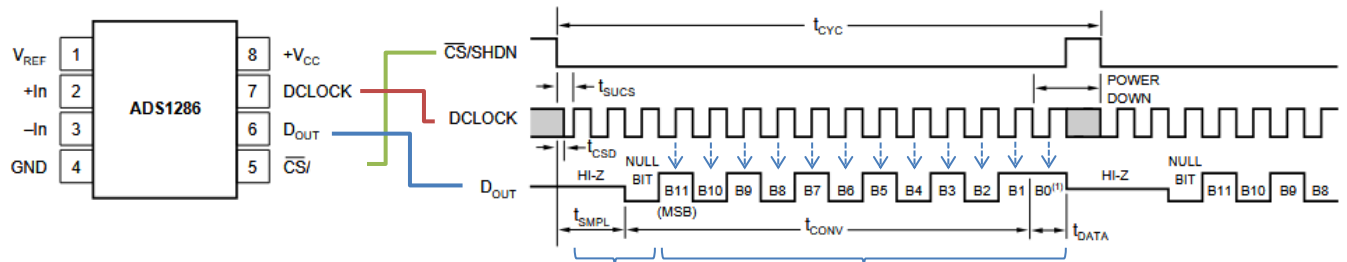 V_REF 1 8 +V_CC
+In 2 ADS1286 7 DCLOCK
–In 3 6 D_OUT
GND 4 5 C̅S̅/
t_CYC
C̅S̅/SHDN
t_SUCS POWER
DOWN
DCLOCK
t_CSD NULL NULL
HI-Z BIT HI-Z BIT
D_OUT B11 B10 B9 B8 B7 B6 B5 B4 B3 B2 B1 B0(1) B11 B10 B9 B8
(MSB)
t_SMPL t_CONV t_DATA